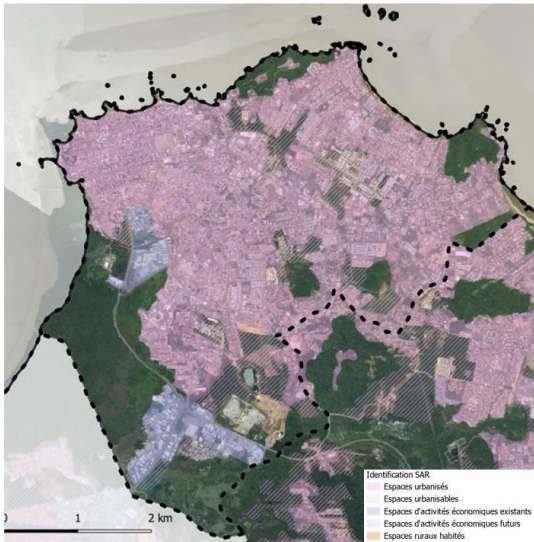 Identification SAR
Espaces urbanisés
Espaces urbanisables
Espaces d'activités économiques existants
Espaces d'activités économiques futurs
Espaces ruraux habités
0 1 2 km